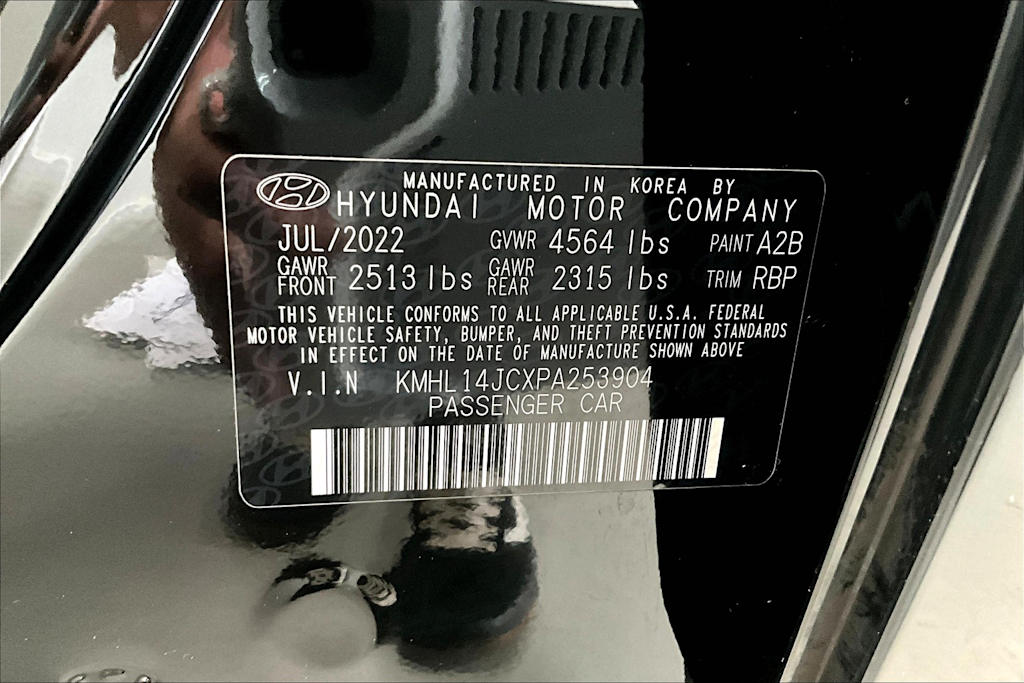 MANUFACTURED IN KOREA BY
HYUNDAI MOTOR COMPANY
JUL/2022 GVWR 4564 lbs PAINT A2B
GAWR FRONT 2513 lbs GAWR REAR 2315 lbs TRIM RBP
THIS VEHICLE CONFORMS TO ALL APPLICABLE U.S.A. FEDERAL
MOTOR VEHICLE SAFETY, BUMPER, AND THEFT PREVENTION STANDARDS
IN EFFECT ON THE DATE OF MANUFACTURE SHOWN ABOVE
V.I.N KMHL14JCXPA253904
PASSENGER CAR